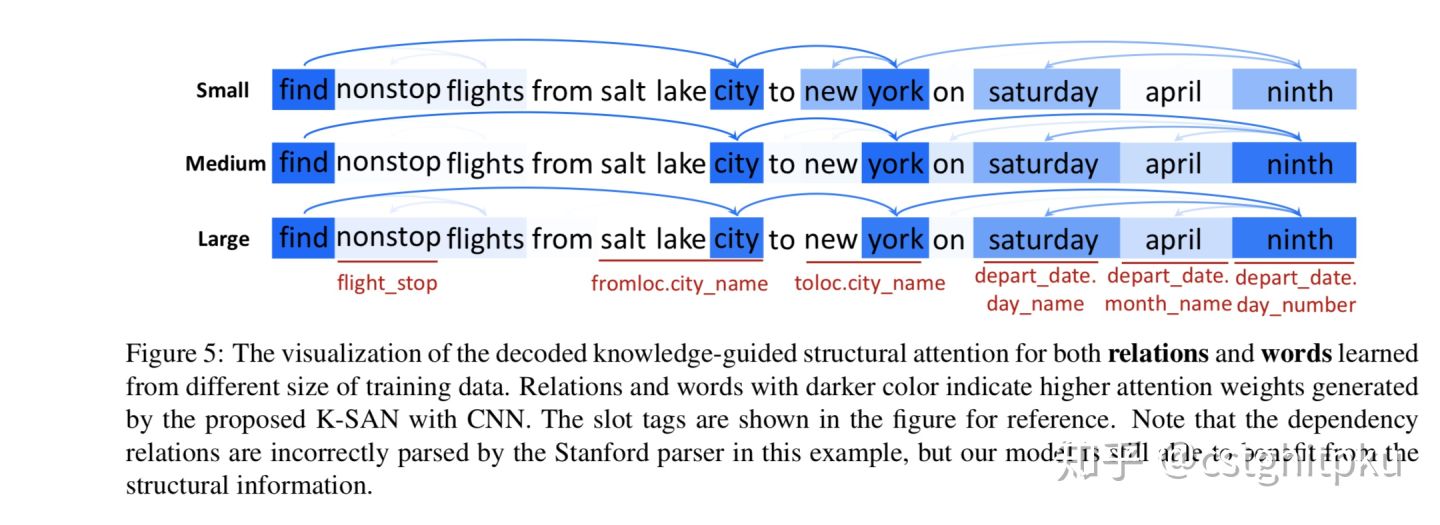 Small find nonstop flights from salt lake city to new york on saturday april ninth
Medium find nonstop flights from salt lake city to new york on saturday april ninth
Large find nonstop flights from salt lake city to new york on saturday april ninth
flight_stop fromloc.city_name toloc.city_name depart_date. depart_date. depart_date.
day_name month_name day_number
Figure 5: The visualization of the decoded knowledge-guided structural attention for both relations and words learned
from different size of training data. Relations and words with darker color indicate higher attention weights generated
by the proposed K-SAN with CNN. The slot tags are shown in the figure for reference. Note that the dependency
relations are incorrectly parsed by the Stanford parser in this example, but our model is still able to benefit from the
structural information.
知乎 @cstghitpku